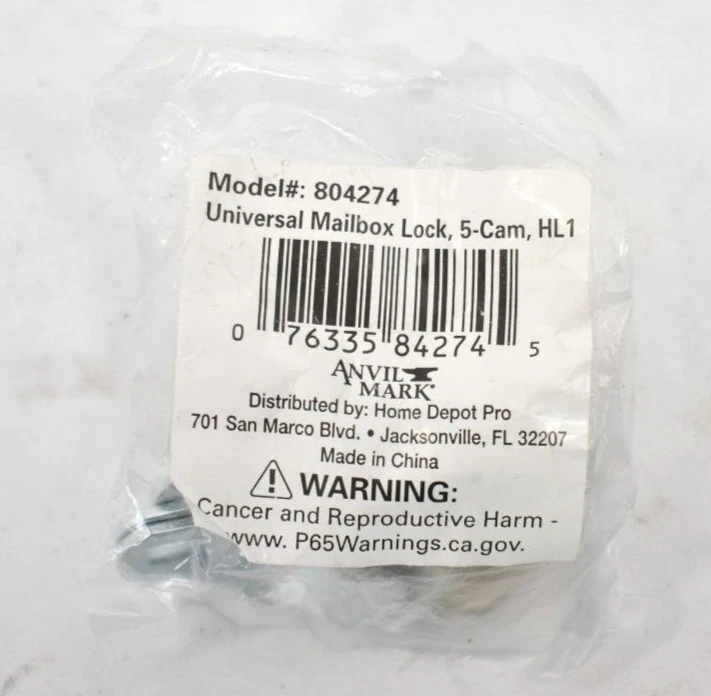 Model#: 804274
Universal Mailbox Lock, 5-Cam, HL1
0 76335 84274 5
ANVIL
MARK
Distributed by: Home Depot Pro
701 San Marco Blvd. • Jacksonville, FL 32207
Made in China
⚠ WARNING:
Cancer and Reproductive Harm -
www. P65Warnings.ca.gov.